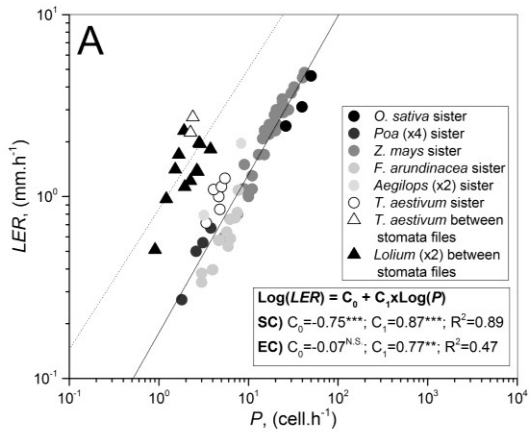 A
LER, (mm.h⁻¹)
10¹
10⁰
10⁻¹
10⁻¹ 10⁰ 10¹ 10² 10³ 10⁴
P, (cell.h⁻¹)
O. sativa sister
Poa (x4) sister
Z. mays sister
F. arundinacea sister
Aegilops (x2) sister
T. aestivum sister
T. aestivum between
stomata files
Lolium (x2) between
stomata files
Log(LER) = C₀ + C₁xLog(P)
SC) C₀=-0.75***; C₁=0.87***; R²=0.89
EC) C₀=-0.07ᴺ·ˢ·; C₁=0.77**; R²=0.47